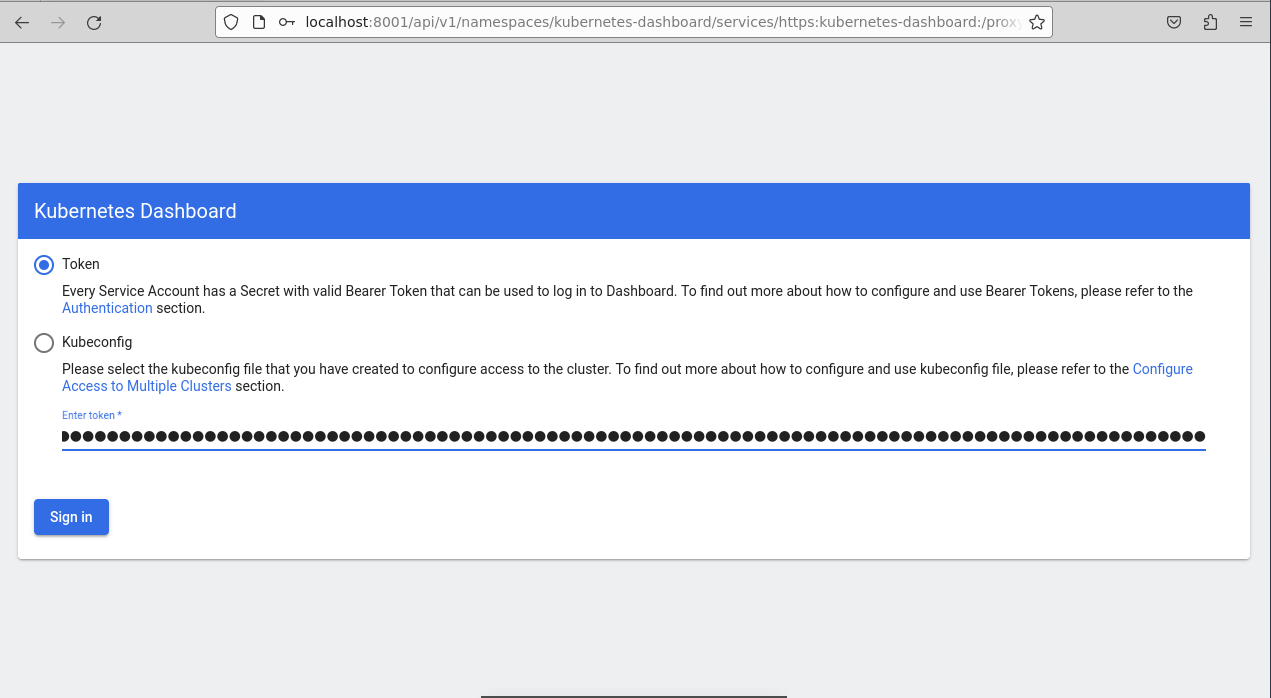 localhost:8001/api/v1/namespaces/kubernetes-dashboard/services/https:kubernetes-dashboard:/proxy
Kubernetes Dashboard
Token
Every Service Account has a Secret with valid Bearer Token that can be used to log in to Dashboard. To find out more about how to configure and use Bearer Tokens, please refer to the
Authentication section.
Kubeconfig
Please select the kubeconfig file that you have created to configure access to the cluster. To find out more about how to configure and use kubeconfig file, please refer to the Configure
Access to Multiple Clusters section.
Enter token *
Sign in